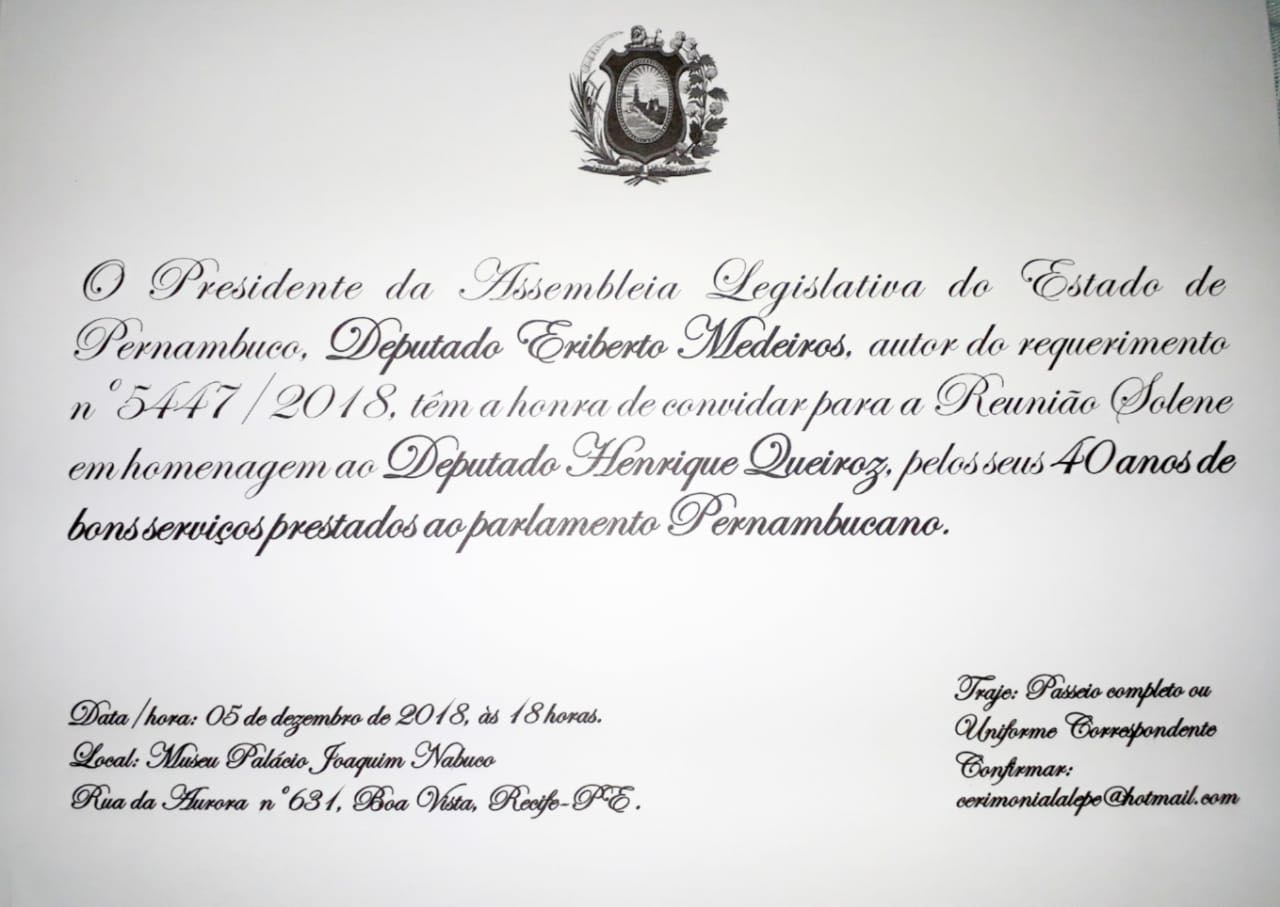 O Presidente da Assembleia Legislativa do Estado de
Pernambuco, Deputado Eriberto Medeiros, autor do requerimento
nº 5447/2018, têm a honra de convidar para a Reunião Solene
em homenagem ao Deputado Henrique Queiroz, pelos seus 40 anos de
bons serviços prestados ao parlamento Pernambucano.
Data/hora: 05 de dezembro de 2018, às 18 horas.
Local: Museu Palácio Joaquim Nabuco
Rua da Aurora nº 631, Boa Vista, Recife-PE.
Traje: Passeio completo ou
Uniforme Correspondente
Confirmar:
cerimonialalepe@hotmail.com